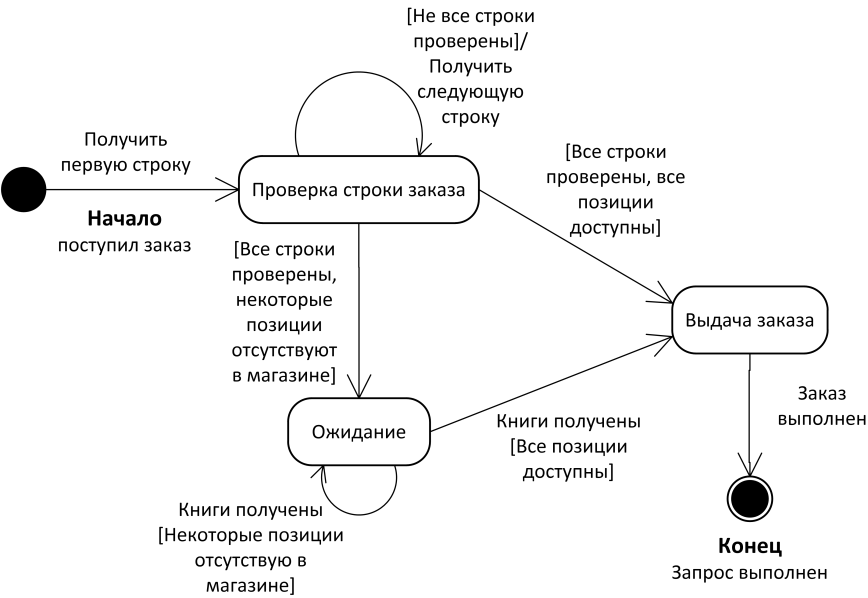 [Не все строки
проверены]/
Получить
следующую
строку
Получить
первую строку
Начало
поступил заказ
Проверка строки заказа
[Все строки
проверены, все
позиции
доступны]
[Все строки
проверены,
некоторые
позиции
отсутствуют
в магазине]
Выдача заказа
Ожидание
Книги получены
[Все позиции
доступны]
Заказ
выполнен
Книги получены
[Некоторые позиции
отсутствую в
магазине]
Конец
Запрос выполнен